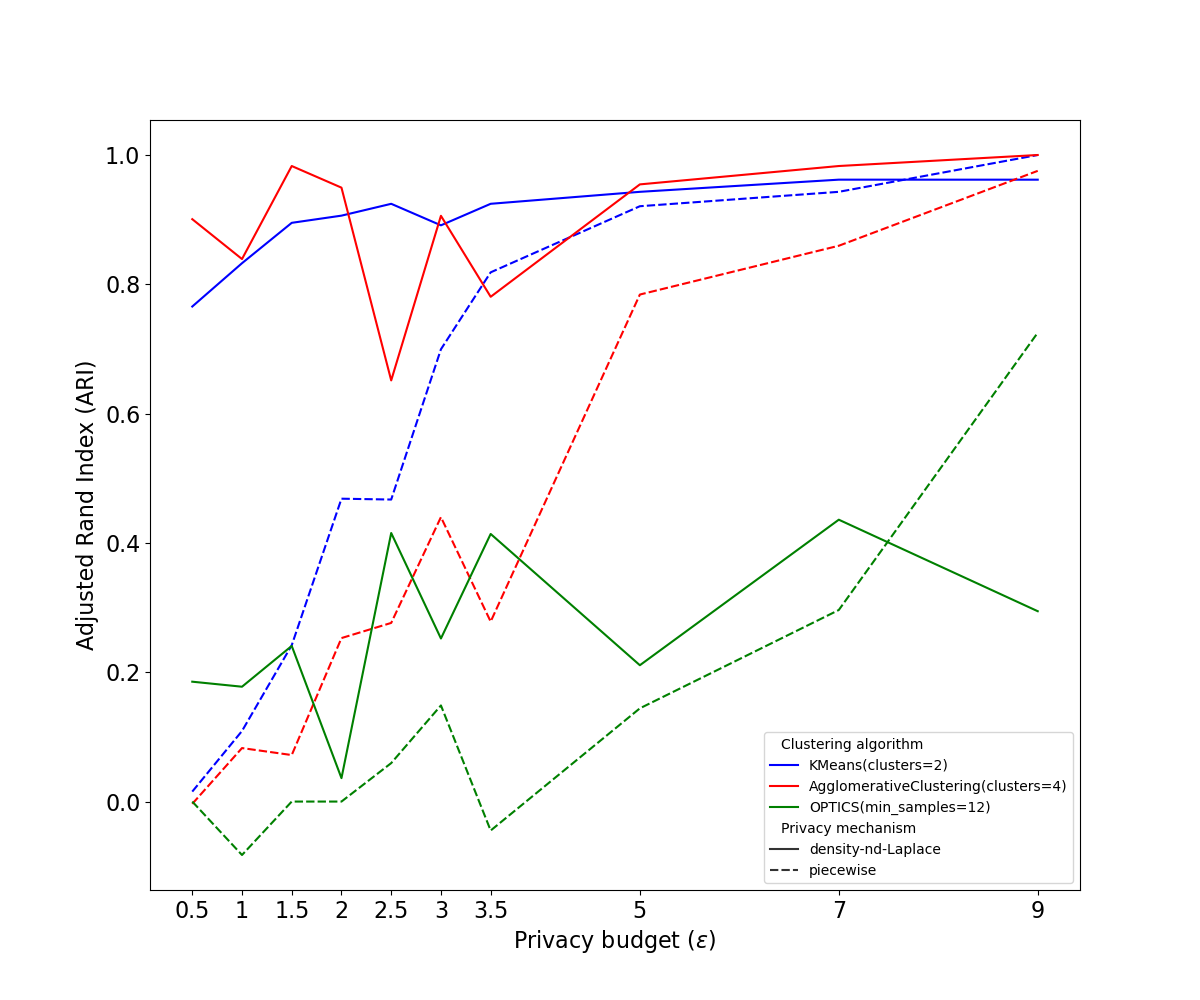 1.0
0.8
0.6
0.4
0.2
0.0
Adjusted Rand Index (ARI)
0.5 1 1.5 2 2.5 3 3.5 5 7 9
Privacy budget (ε)
Clustering algorithm
KMeans(clusters=2)
AgglomerativeClustering(clusters=4)
OPTICS(min_samples=12)
Privacy mechanism
density-nd-Laplace
piecewise